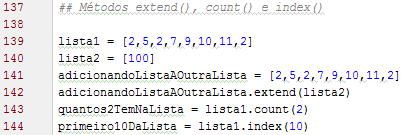 137 ## Métodos extend(), count() e index()
138
139 lista1 = [2,5,2,7,9,10,11,2]
140 lista2 = [100]
141 adicionandoListaAOutraLista = [2,5,2,7,9,10,11,2]
142 adicionandoListaAOutraLista.extend(lista2)
143 quantos2TemNaLista = lista1.count(2)
144 primeiro10DaLista = lista1.index(10)